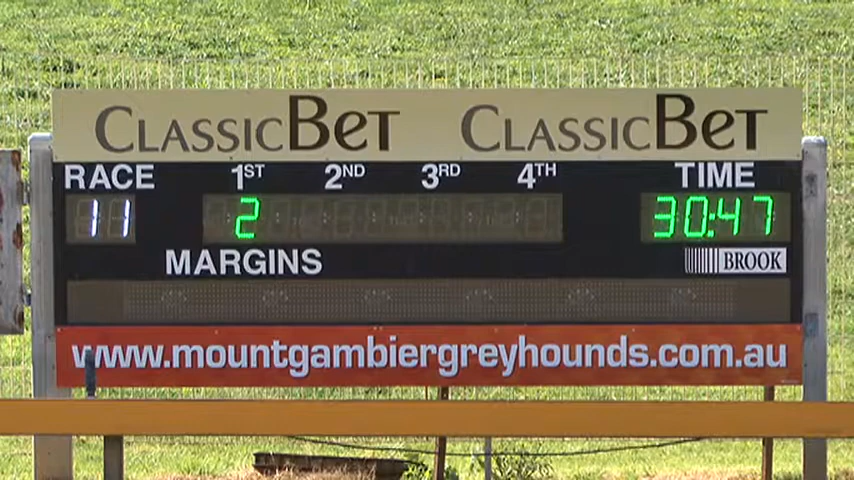 CLASSICBET CLASSICBET
RACE 1ST 2ND 3RD 4TH TIME
11 2 30:47
MARGINS BROOK
www.mountgambiergreyhounds.com.au